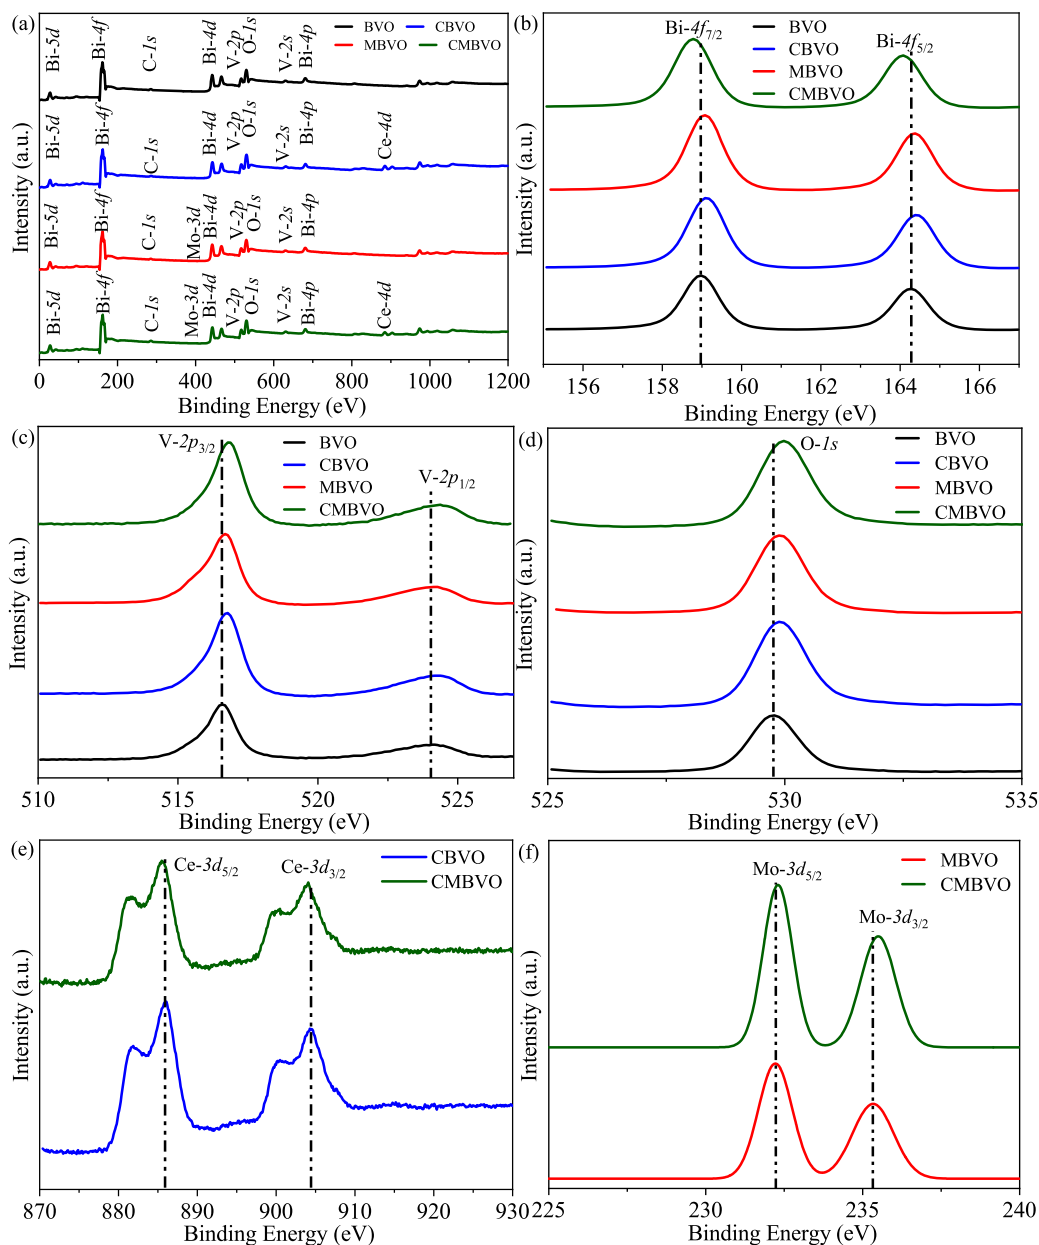 (a)
BVO CBVO
MBVO CMBVO
Bi-5d Bi-4f C-1s Bi-4d V-2p O-1s V-2s Bi-4p
Bi-5d Bi-4f C-1s Bi-4d V-2p O-1s V-2s Bi-4p Ce-4d
Bi-5d Bi-4f C-1s Mo-3d Bi-4d V-2p O-1s V-2s Bi-4p
Bi-5d Bi-4f C-1s Mo-3d Bi-4d V-2p O-1s V-2s Bi-4p Ce-4d
Intensity (a.u.)
0 200 400 600 800 1000 1200
Binding Energy (eV)
(b)
Bi-4f7/2
Bi-4f5/2
BVO
CBVO
MBVO
CMBVO
Intensity (a.u.)
156 158 160 162 164 166
Binding Energy (eV)
(c)
V-2p3/2
V-2p1/2
BVO
CBVO
MBVO
CMBVO
Intensity (a.u.)
510 515 520 525
Binding Energy (eV)
(d)
O-1s
BVO
CBVO
MBVO
CMBVO
Intensity (a.u.)
525 530 535
Binding Energy (eV)
(e)
Ce-3d5/2
Ce-3d3/2
CBVO
CMBVO
Intensity (a.u.)
870 880 890 900 910 920 930
Binding Energy (eV)
(f)
Mo-3d5/2
Mo-3d3/2
MBVO
CMBVO
Intensity (a.u.)
225 230 235 240
Binding Energy (eV)